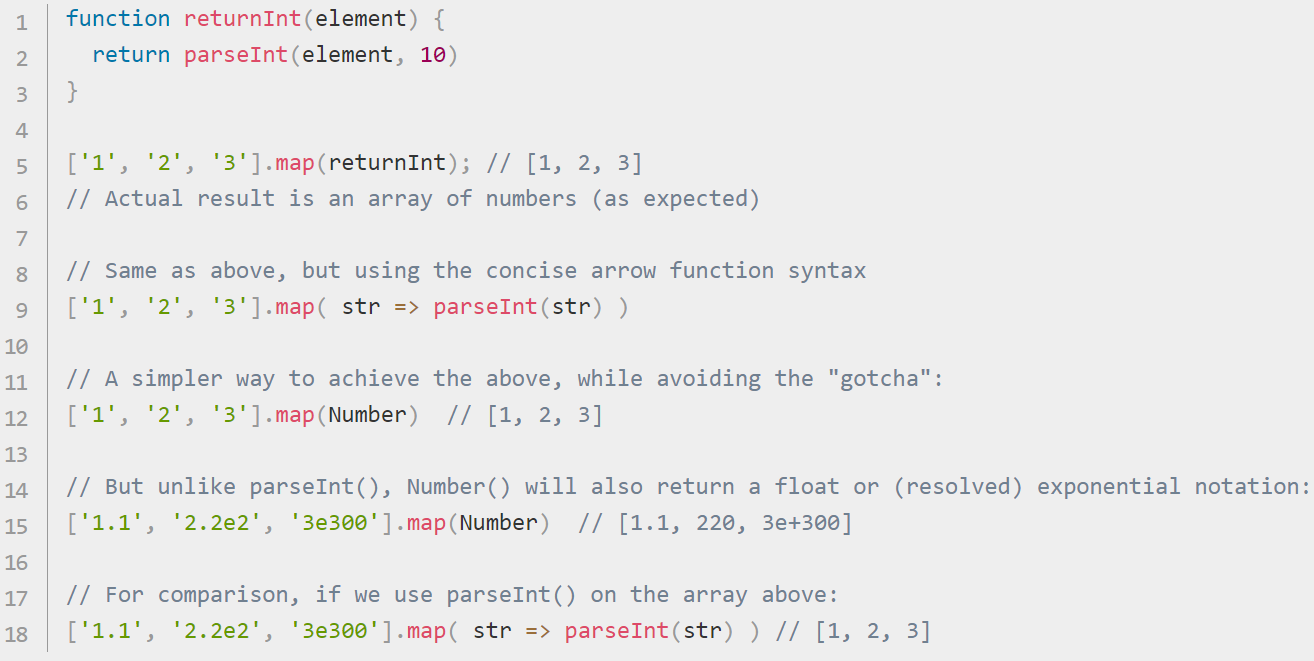 1 function returnInt(element) {
2   return parseInt(element, 10)
3 }
4
5 ['1', '2', '3'].map(returnInt); // [1, 2, 3]
6 // Actual result is an array of numbers (as expected)
7
8 // Same as above, but using the concise arrow function syntax
9 ['1', '2', '3'].map( str => parseInt(str) )
10
11 // A simpler way to achieve the above, while avoiding the "gotcha":
12 ['1', '2', '3'].map(Number)  // [1, 2, 3]
13
14 // But unlike parseInt(), Number() will also return a float or (resolved) exponential notation:
15 ['1.1', '2.2e2', '3e300'].map(Number)  // [1.1, 220, 3e+300]
16
17 // For comparison, if we use parseInt() on the array above:
18 ['1.1', '2.2e2', '3e300'].map( str => parseInt(str) ) // [1, 2, 3]